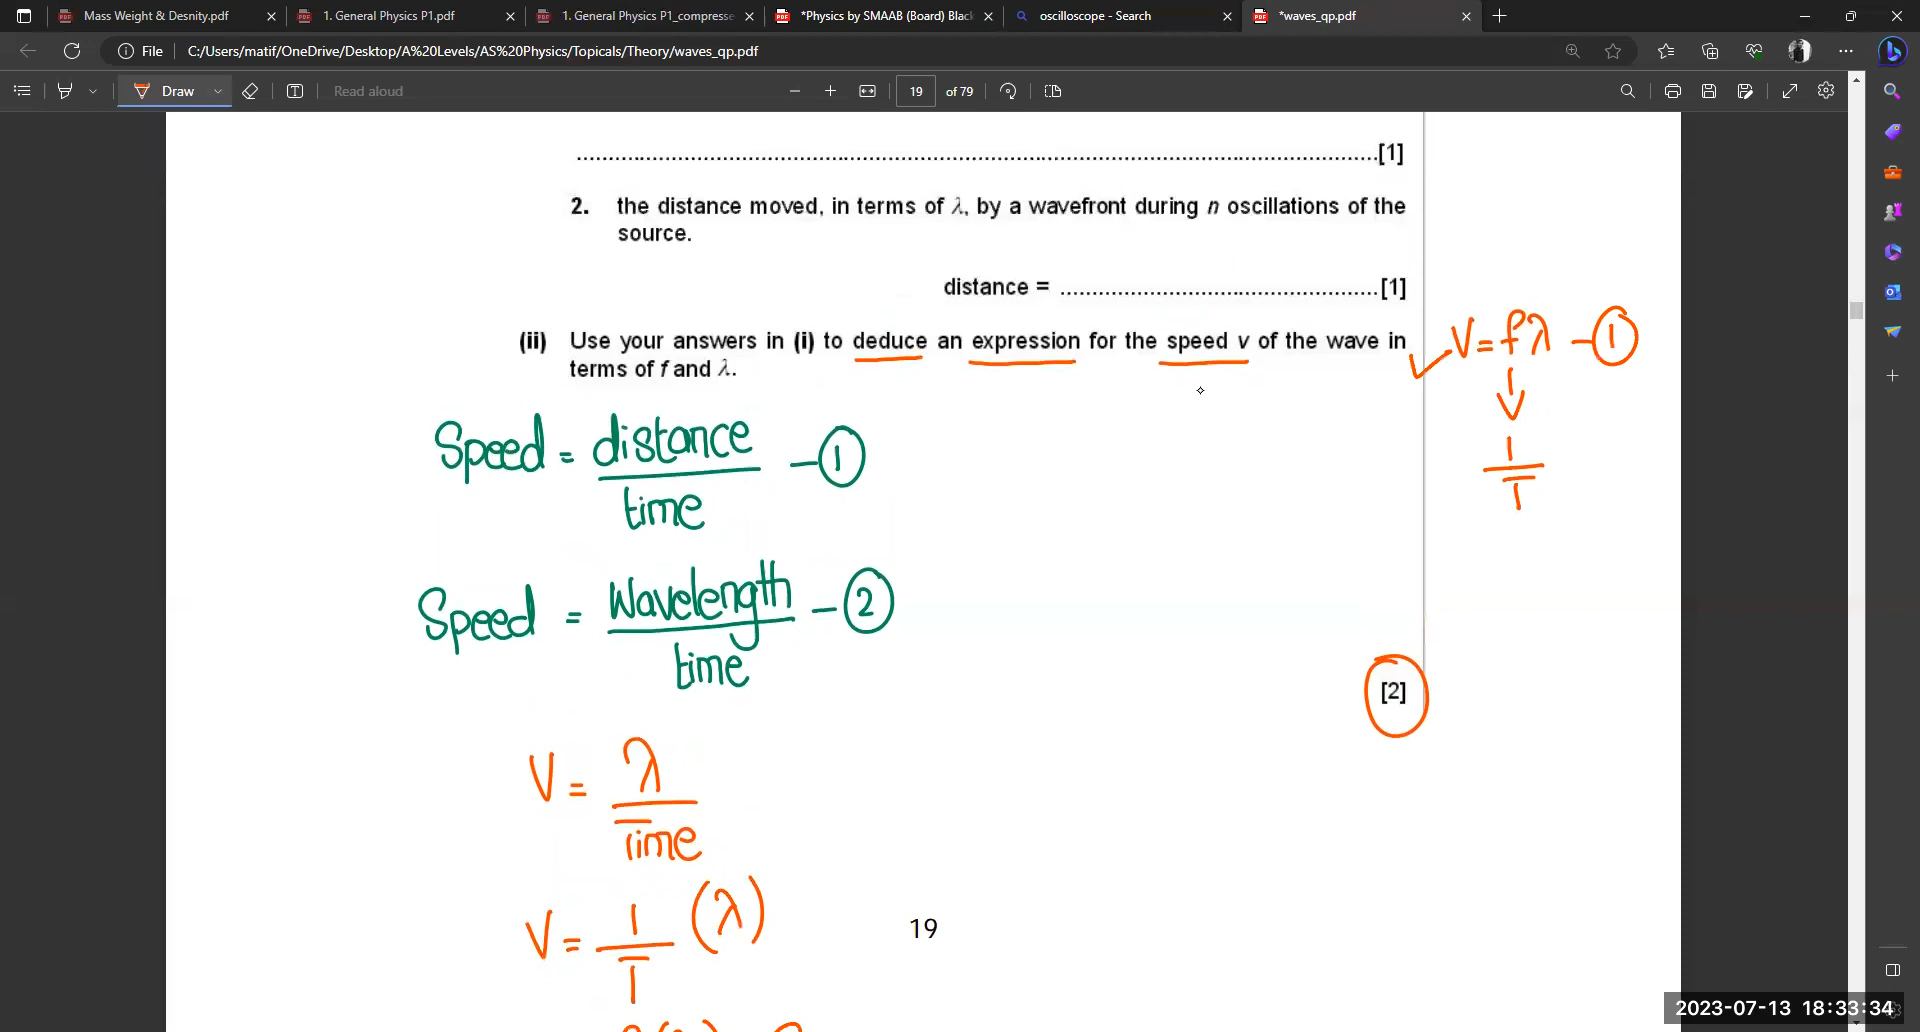 Mass Weight & Desnity.pdf
1. General Physics P1.pdf
1. General Physics P1_compresse
*Physics by SMAAB (Board) Black
oscilloscope - Search
*waves_qp.pdf
File
C:/Users/matif/OneDrive/Desktop/A%20Levels/AS%20Physics/Topicals/Theory/waves_qp.pdf
Draw
Read aloud
19
of 79
[1]
2. the distance moved, in terms of λ, by a wavefront during n oscillations of the
source.
distance = [1]
(ii) Use your answers in (i) to deduce an expression for the speed v of the wave in
terms of f and λ.
V = fλ - ①
1
T
Speed = distance - ①
time
Speed = Wavelength - ②
time
[2]
V = λ
Time
V = 1 (λ)
T
19
2023-07-13 18:33:34